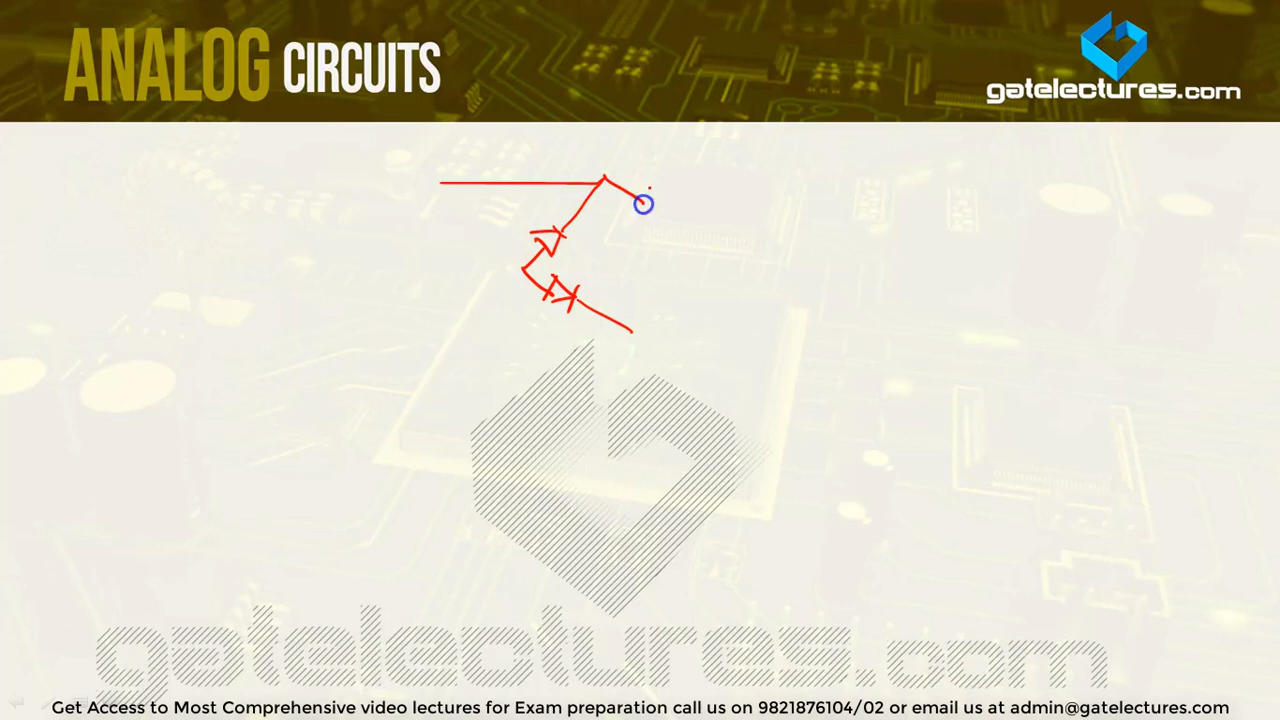 ANALOG CIRCUITS
gatelectures.com
gatelectures.com
Get Access to Most Comprehensive video lectures for Exam preparation call us on 9821876104/02 or email us at admin@gatelectures.com